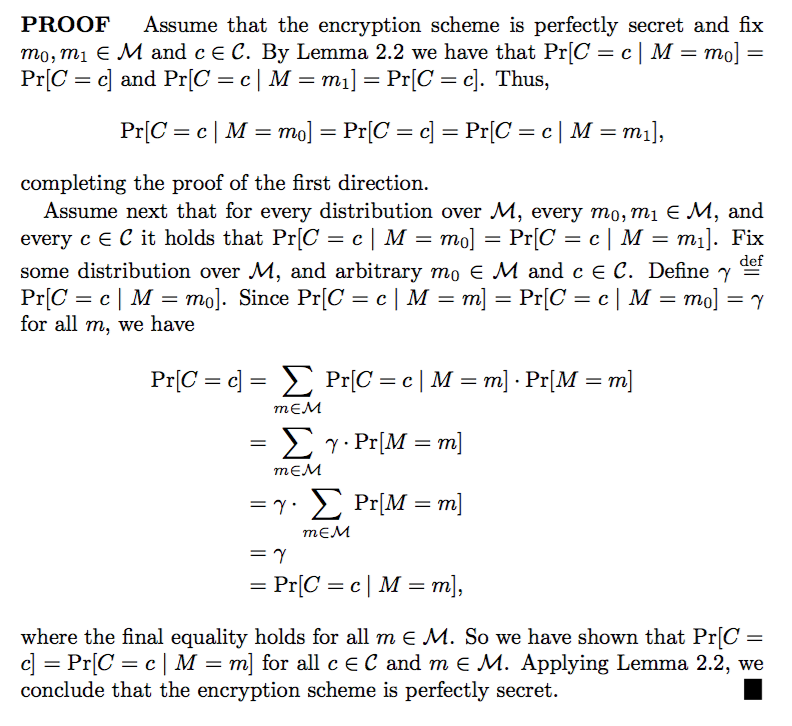 PROOF Assume that the encryption scheme is perfectly secret and fix
m₀, m₁ ∈ ℳ and c ∈ 𝒞. By Lemma 2.2 we have that Pr[C = c | M = m₀] =
Pr[C = c] and Pr[C = c | M = m₁] = Pr[C = c]. Thus,
Pr[C = c | M = m₀] = Pr[C = c] = Pr[C = c | M = m₁],
completing the proof of the first direction.
Assume next that for every distribution over ℳ, every m₀, m₁ ∈ ℳ, and
every c ∈ 𝒞 it holds that Pr[C = c | M = m₀] = Pr[C = c | M = m₁]. Fix
some distribution over ℳ, and arbitrary m₀ ∈ ℳ and c ∈ 𝒞. Define γ ≝
Pr[C = c | M = m₀]. Since Pr[C = c | M = m] = Pr[C = c | M = m₀] = γ
for all m, we have
Pr[C = c] = ∑ Pr[C = c | M = m] · Pr[M = m]
m∈ℳ
= ∑ γ · Pr[M = m]
m∈ℳ
= γ · ∑ Pr[M = m]
m∈ℳ
= γ
= Pr[C = c | M = m],
where the final equality holds for all m ∈ ℳ. So we have shown that Pr[C =
c] = Pr[C = c | M = m] for all c ∈ 𝒞 and m ∈ ℳ. Applying Lemma 2.2, we
conclude that the encryption scheme is perfectly secret. ■